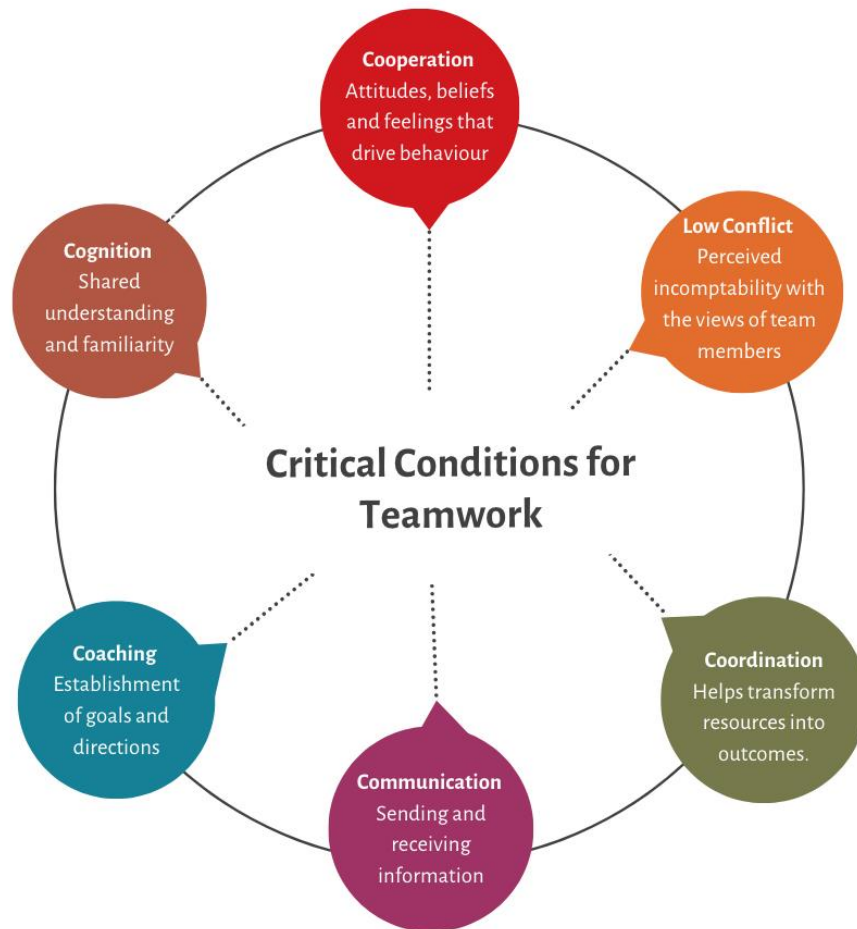 Cooperation
Attitudes, beliefs
and feelings that
drive behaviour
Low Conflict
Perceived
incomptability with
the views of team
members
Cognition
Shared
understanding
and familiarity
Critical Conditions for
Teamwork
Coaching
Establishment
of goals and
directions
Coordination
Helps transform
resources into
outcomes.
Communication
Sending and
receiving
information